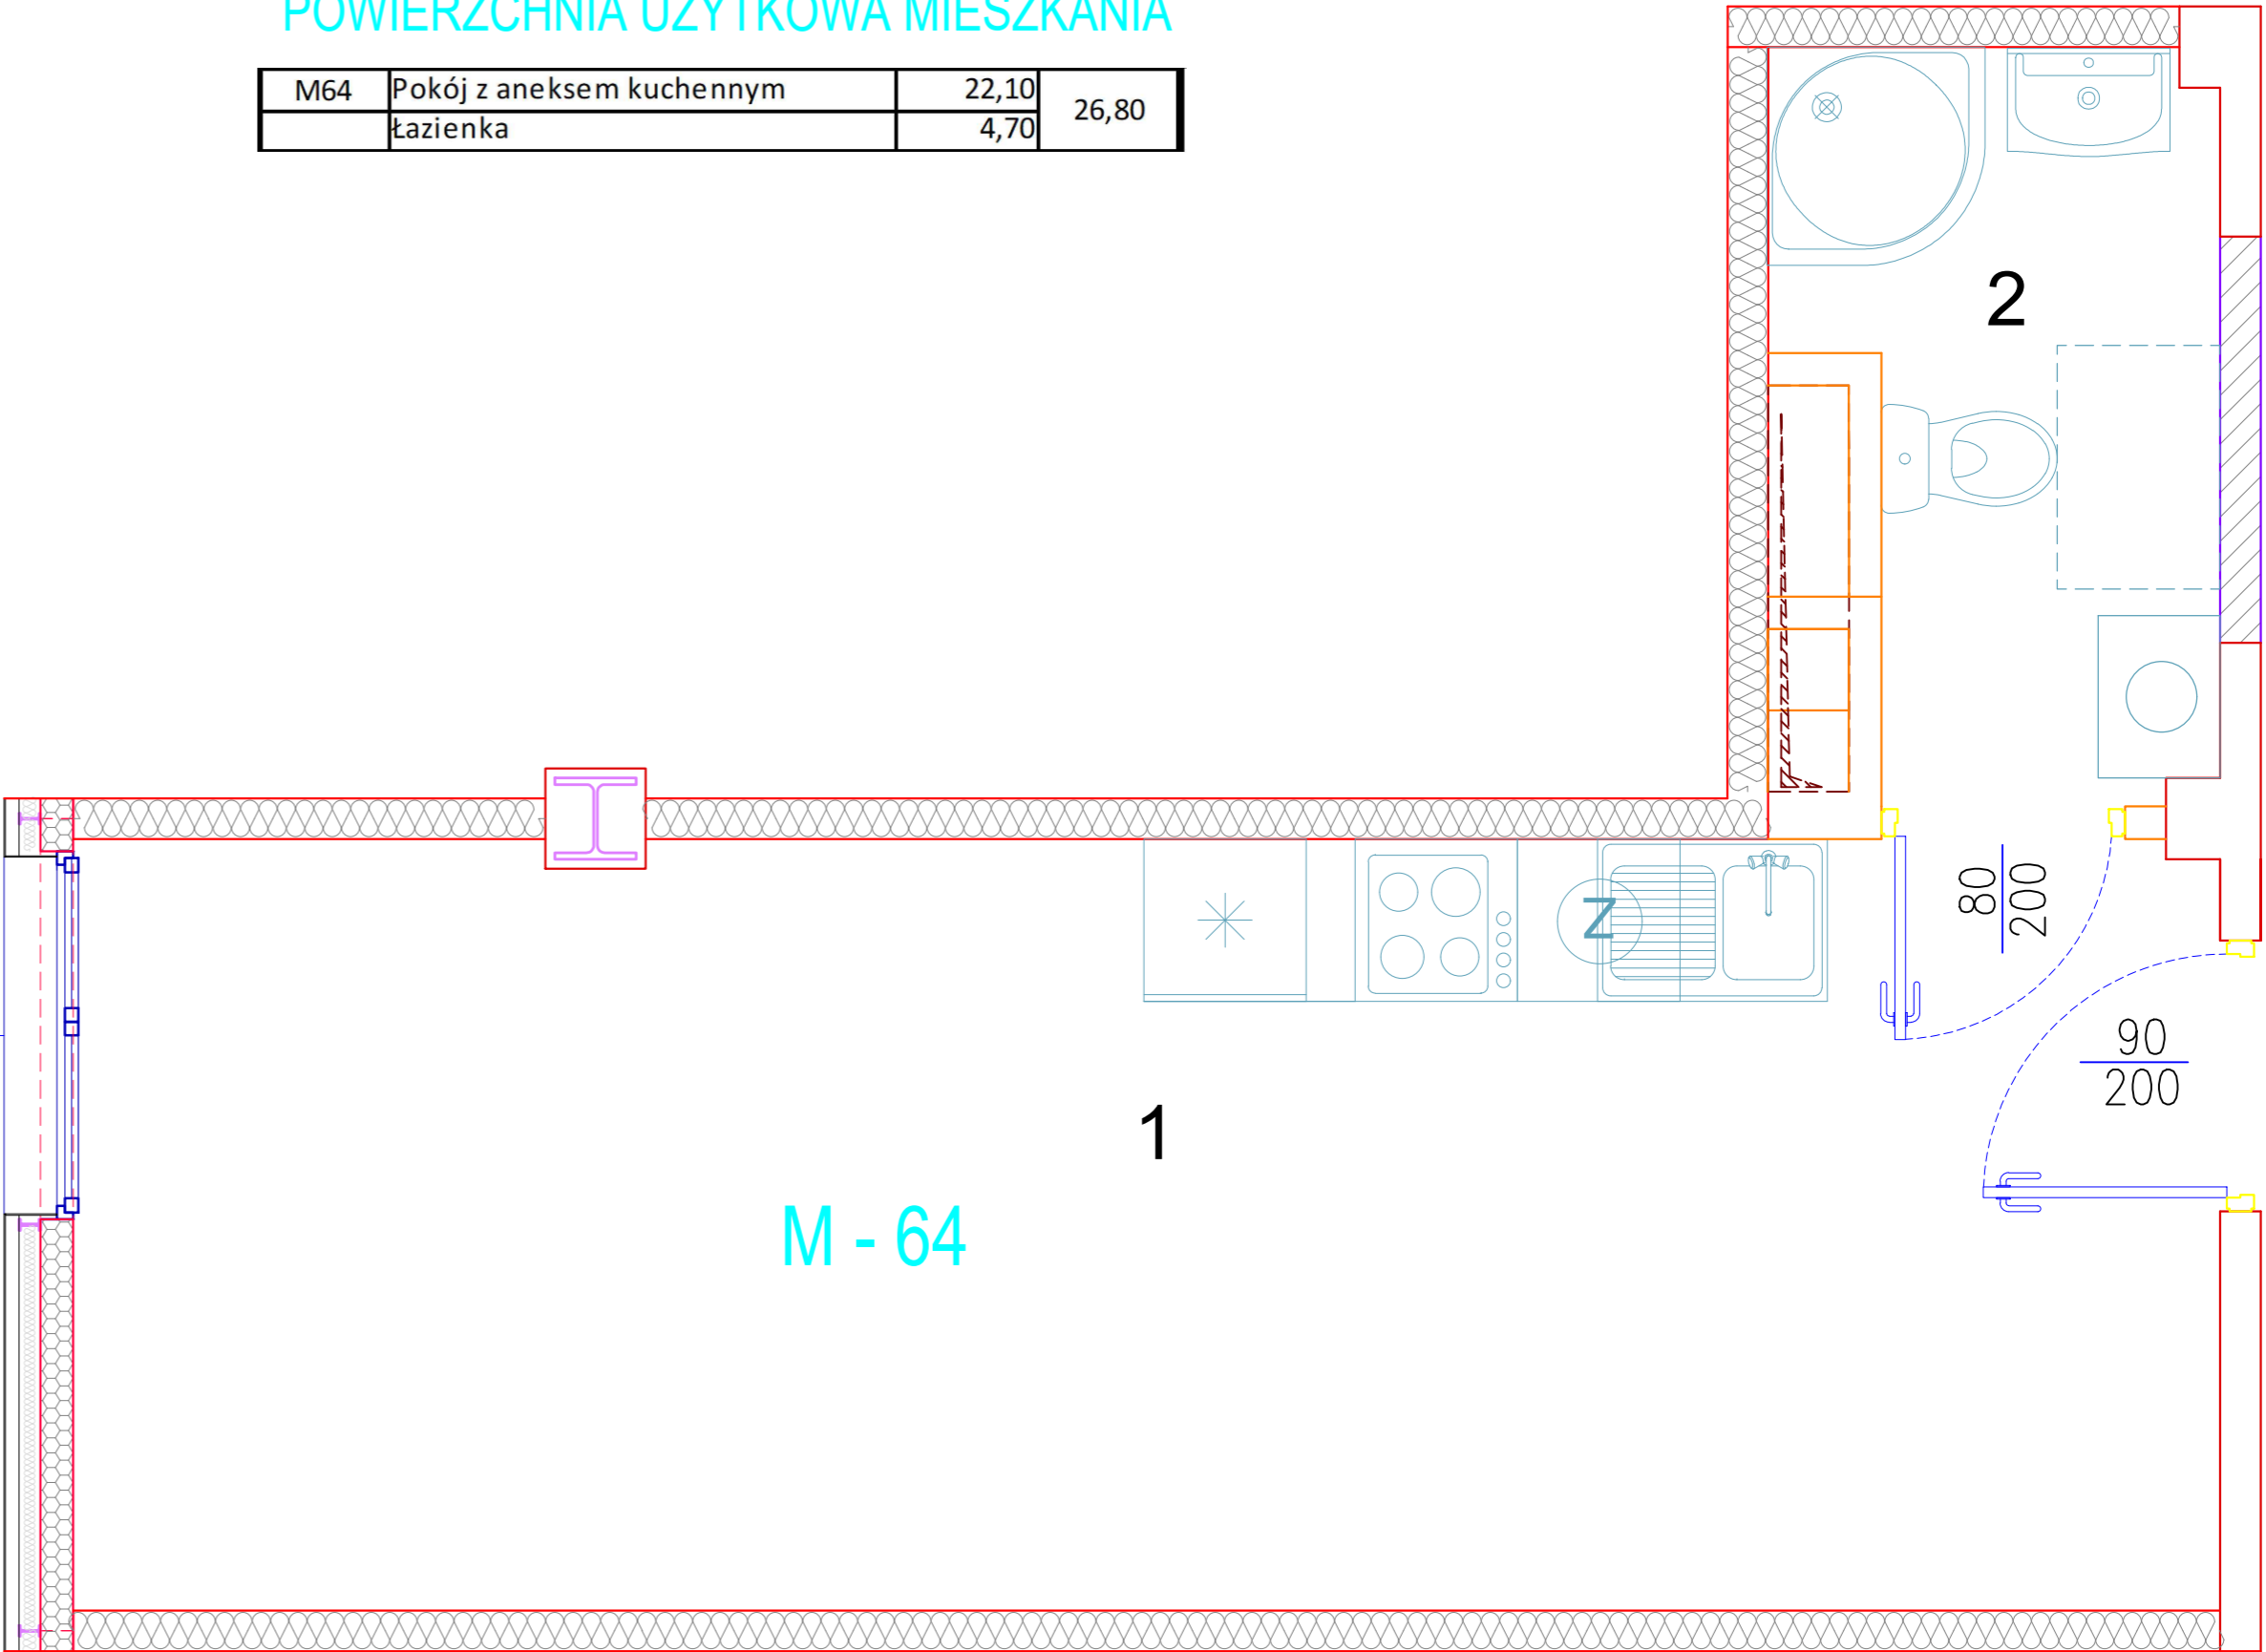 POWIERZCHNIA UŻYTKOWA MIESZKANIA
M64 Pokój z aneksem kuchennym 22,10 26,80
Łazienka 4,70
2
80
200
Z
90
200
1
M - 64